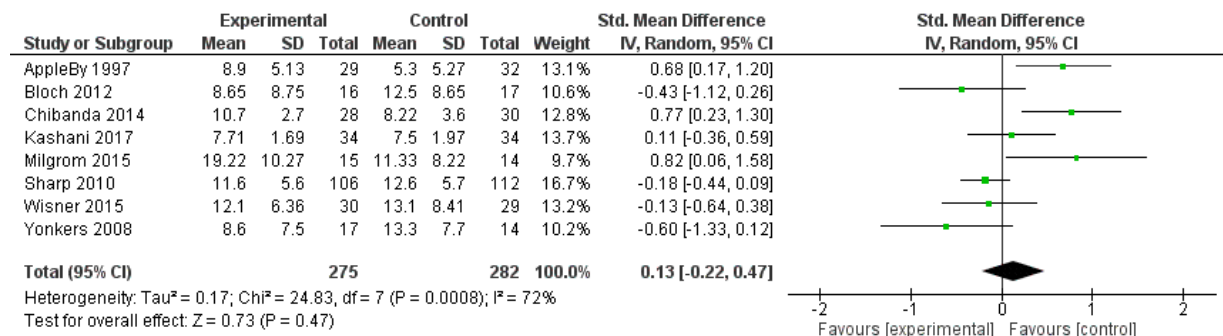 Experimental Control Std. Mean Difference Std. Mean Difference
Study or Subgroup Mean SD Total Mean SD Total Weight IV, Random, 95% CI IV, Random, 95% CI
AppleBy 1997 8.9 5.13 29 5.3 5.27 32 13.1% 0.68 [0.17, 1.20]
Bloch 2012 8.65 8.75 16 12.5 8.65 17 10.6% -0.43 [-1.12, 0.26]
Chibanda 2014 10.7 2.7 28 8.22 3.6 30 12.8% 0.77 [0.23, 1.30]
Kashani 2017 7.71 1.69 34 7.5 1.97 34 13.7% 0.11 [-0.36, 0.59]
Milgrom 2015 19.22 10.27 15 11.33 8.22 14 9.7% 0.82 [0.06, 1.58]
Sharp 2010 11.6 5.6 106 12.6 5.7 112 16.7% -0.18 [-0.44, 0.09]
Wisner 2015 12.1 6.36 30 13.1 8.41 29 13.2% -0.13 [-0.64, 0.38]
Yonkers 2008 8.6 7.5 17 13.3 7.7 14 10.2% -0.60 [-1.33, 0.12]
Total (95% CI) 275 282 100.0% 0.13 [-0.22, 0.47]
Heterogeneity: Tau² = 0.17; Chi² = 24.83, df = 7 (P = 0.0008); I² = 72%
Test for overall effect: Z = 0.73 (P = 0.47)
-2 -1 0 1 2
Favours [experimental] Favours [control]